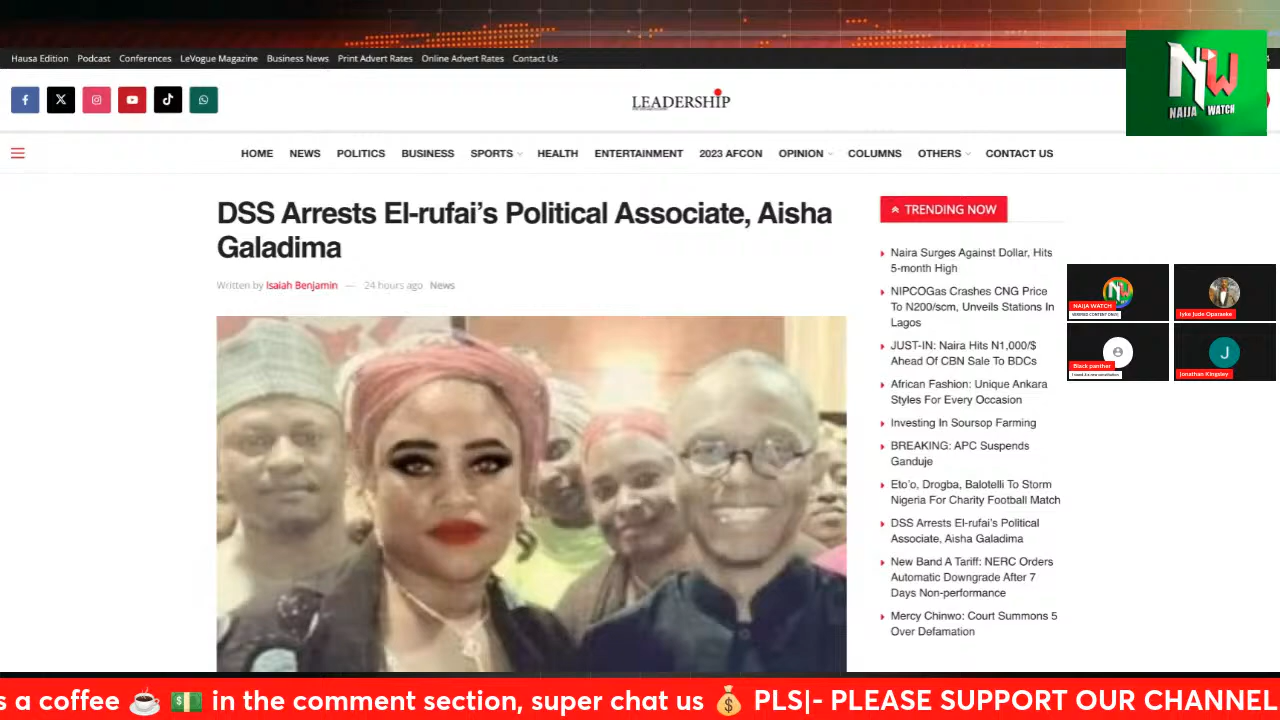 Hausa Edition Podcast Conferences LeVogue Magazine Business News Print Advert Rates Online Advert Rates Contact Us
NW
NAIJA WATCH
LEADERSHIP
HOME NEWS POLITICS BUSINESS SPORTS HEALTH ENTERTAINMENT 2023 AFCON OPINION COLUMNS OTHERS CONTACT US
DSS Arrests El-rufai’s Political Associate, Aisha
Galadima
Written by Isaiah Benjamin — 24 hours ago News
TRENDING NOW
Naira Surges Against Dollar, Hits
5-month High
NIPCOGas Crashes CNG Price
To N200/scm, Unveils Stations In
Lagos
JUST-IN: Naira Hits N1,000/$
Ahead Of CBN Sale To BDCs
African Fashion: Unique Ankara
Styles For Every Occasion
Investing In Soursop Farming
BREAKING: APC Suspends
Ganduje
Eto’o, Drogba, Balotelli To Storm
Nigeria For Charity Football Match
DSS Arrests El-rufai’s Political
Associate, Aisha Galadima
New Band A Tariff: NERC Orders
Automatic Downgrade After 7
Days Non-performance
Mercy Chinwo: Court Summons 5
Over Defamation
NAIJA WATCH
VERIFIED CONTENT ONLY
Iyke Jude Oparaeke
Black panther
J
Jonathan Kingsley
s a coffee ☕ 💵 in the comment section, super chat us 💰 PLS|- PLEASE SUPPORT OUR CHANNEL